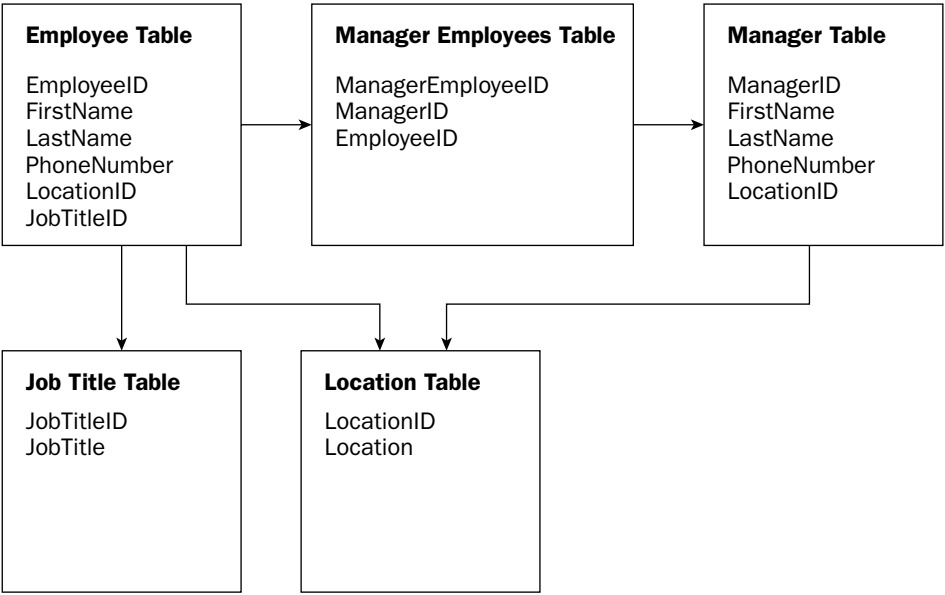 Employee Table
EmployeeID
FirstName
LastName
PhoneNumber
LocationID
JobTitleID
Manager Employees Table
ManagerEmployeeID
ManagerID
EmployeeID
Manager Table
ManagerID
FirstName
LastName
PhoneNumber
LocationID
Job Title Table
JobTitleID
JobTitle
Location Table
LocationID
Location